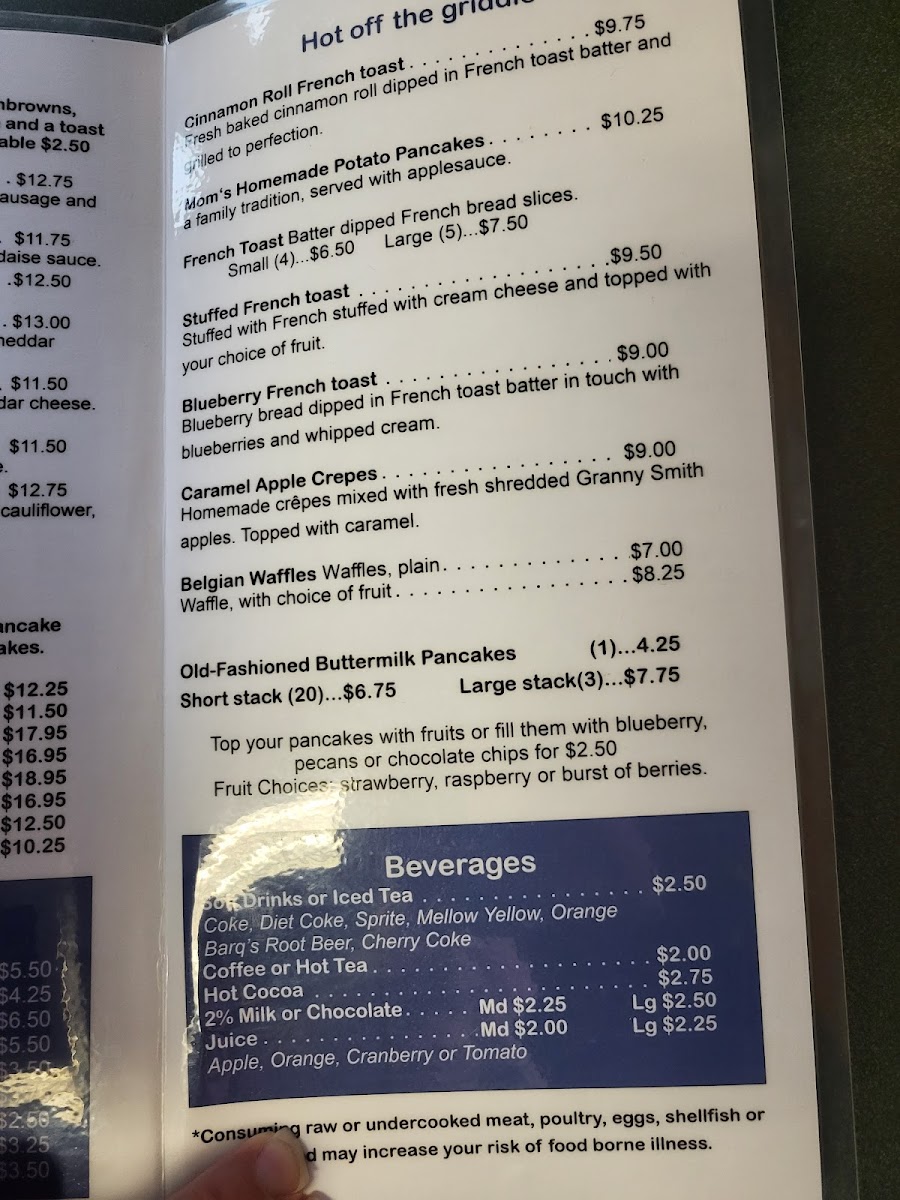 nbrowns,
and a toast
able $2.50
. $12.75
ausage and
. $11.75
daise sauce.
.$12.50
. $13.00
heddar
. $11.50
dar cheese.
$11.50
e.
$12.75
cauliflower,
ancake
akes.
$12.25
$11.50
$17.95
$16.95
$18.95
$16.95
$12.50
$10.25
$5.50
$4.25
$6.50
$5.50
$3.50
$2.50
$3.25
$3.50
Hot off the griddle
Cinnamon Roll French toast . . . . . . . . . . . . . . $9.75
Fresh baked cinnamon roll dipped in French toast batter and
grilled to perfection.
Mom's Homemade Potato Pancakes . . . . . . . . $10.25
a family tradition, served with applesauce.
French Toast Batter dipped French bread slices.
Small (4)...$6.50 Large (5)...$7.50
Stuffed French toast . . . . . . . . . . . . . . . . . . . .$9.50
Stuffed with French stuffed with cream cheese and topped with
your choice of fruit.
Blueberry French toast . . . . . . . . . . . . . . . . . . $9.00
Blueberry bread dipped in French toast batter in touch with
blueberries and whipped cream.
Caramel Apple Crepes . . . . . . . . . . . . . . . . . . $9.00
Homemade crêpes mixed with fresh shredded Granny Smith
apples. Topped with caramel.
Belgian Waffles Waffles, plain . . . . . . . . . . . . . $7.00
Waffle, with choice of fruit . . . . . . . . . . . . . . . . . $8.25
Old-Fashioned Buttermilk Pancakes (1)...4.25
Short stack (20)...$6.75 Large stack(3)...$7.75
Top your pancakes with fruits or fill them with blueberry,
pecans or chocolate chips for $2.50
Fruit Choices: strawberry, raspberry or burst of berries.
Beverages
Soft Drinks or Iced Tea . . . . . . . . . . . . . . . . . $2.50
Coke, Diet Coke, Sprite, Mellow Yellow, Orange
Barq's Root Beer, Cherry Coke
Coffee or Hot Tea . . . . . . . . . . . . . . . . . . . . . $2.00
Hot Cocoa . . . . . . . . . . . . . . . . . . . . . . . . . . $2.75
2% Milk or Chocolate . . . . . . Md $2.25 Lg $2.50
Juice . . . . . . . . . . . . . . . . .Md $2.00 Lg $2.25
Apple, Orange, Cranberry or Tomato
*Consuming raw or undercooked meat, poultry, eggs, shellfish or
d may increase your risk of food borne illness.